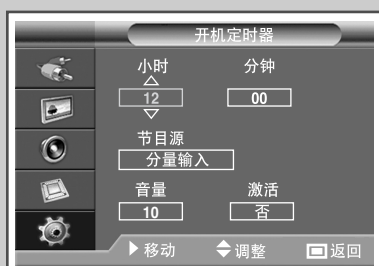 开机定时器
小时 分钟
12 00
节目源
分量输入
音量 激活
10 否
移动 调整 返回